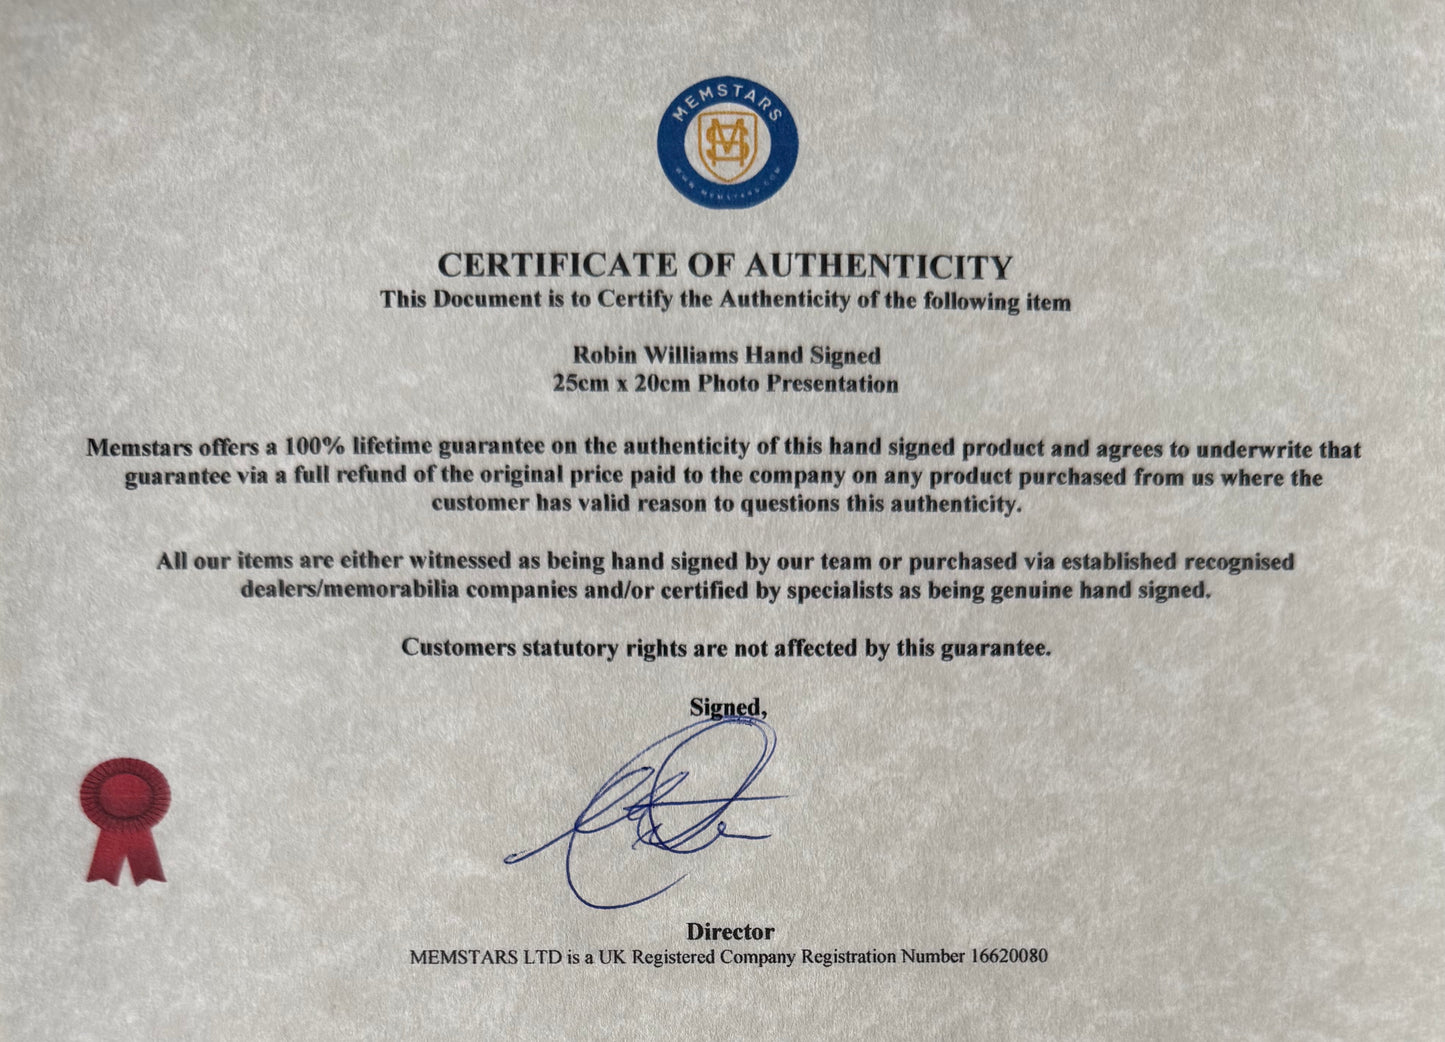 MEMSTARS
MS
WWW.MEMSTARS.COM
CERTIFICATE OF AUTHENTICITY
This Document is to Certify the Authenticity of the following item
Robin Williams Hand Signed
25cm x 20cm Photo Presentation
Memstars offers a 100% lifetime guarantee on the authenticity of this hand signed product and agrees to underwrite that
guarantee via a full refund of the original price paid to the company on any product purchased from us where the
customer has valid reason to questions this authenticity.
All our items are either witnessed as being hand signed by our team or purchased via established recognised
dealers/memorabilia companies and/or certified by specialists as being genuine hand signed.
Customers statutory rights are not affected by this guarantee.
Signed,
Director
MEMSTARS LTD is a UK Registered Company Registration Number 16620080